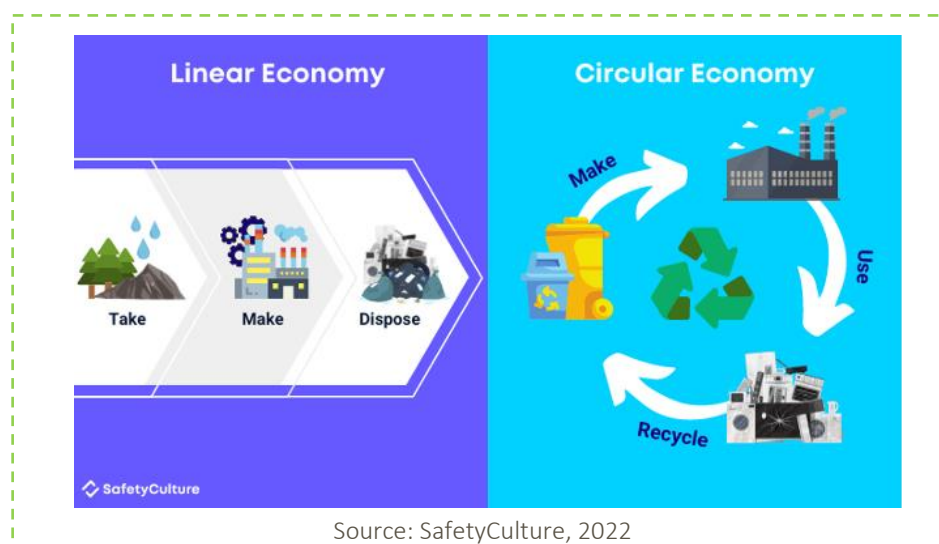 Linear Economy
Circular Economy
Make
Use
Recycle
Take
Make
Dispose
SafetyCulture
Source: SafetyCulture, 2022